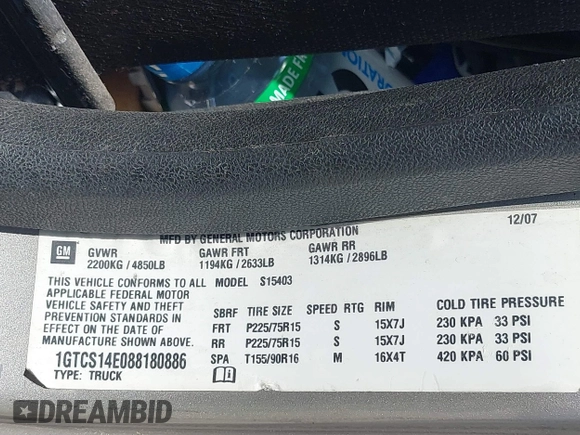 MADE FR
ORATION
MFD BY GENERAL MOTORS CORPORATION
12/07
GM
GVWR GAWR FRT GAWR RR
2200KG / 4850LB 1194KG / 2633LB 1314KG / 2896LB
THIS VEHICLE CONFORMS TO ALL MODEL S15403
APPLICABLE FEDERAL MOTOR
VEHICLE SAFETY AND THEFT
PREVENTION STANDARDS IN
EFFECT ON THE DATE OF
MANUFACTURE SHOWN ABOVE.
1GTCS14E088180886
TYPE: TRUCK
SBRF TIRE SIZE SPEED RTG RIM COLD TIRE PRESSURE
FRT P225/75R15 S 15X7J 230 KPA 33 PSI
RR P225/75R15 S 15X7J 230 KPA 33 PSI
SPA T155/90R16 M 16X4T 420 KPA 60 PSI
DREAMBID